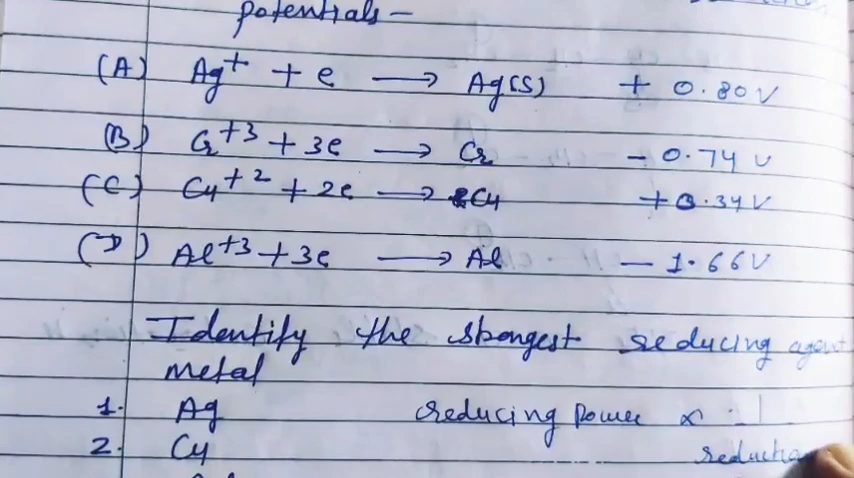 potentials -
(A) Ag+ + e → Ag(s) + 0.80V
(B) Cr+3 + 3e → Cr - 0.74 V
(C) Cu+2 + 2e → Cu + 0.34V
(D) Al+3 + 3e → Al - 1.66V
Identify the strongest reducing agent
metal
1. Ag reducing power ∝ 1
2. Cu